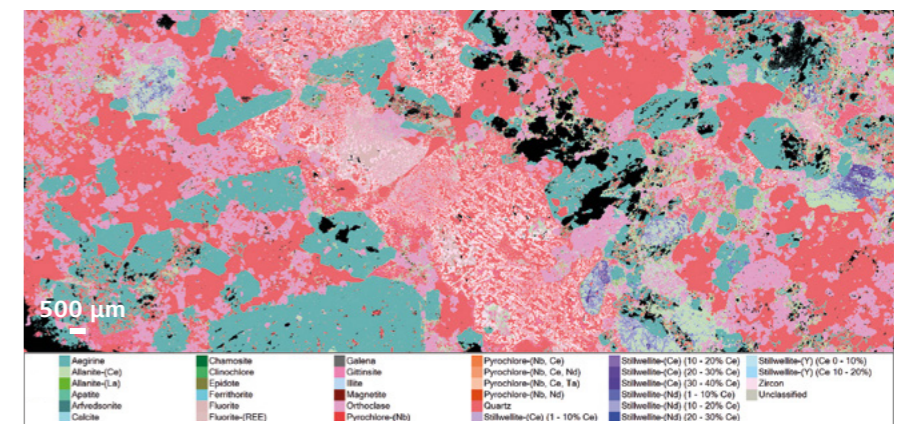 500 μm
Aegirine
Allanite-(Ce)
Allanite-(La)
Apatite
Arfvedsonite
Calcite
Chamosite
Clinochlore
Epidote
Ferrithorite
Fluorite
Fluorite-(REE)
Galena
Gittinsite
Illite
Magnetite
Orthoclase
Pyrochlore-(Nb)
Pyrochlore-(Nb, Ce)
Pyrochlore-(Nb, Ce, Nd)
Pyrochlore-(Nb, Ce, Ta)
Pyrochlore-(Nb, Nd)
Quartz
Stillwellite-(Ce) (1 - 10% Ce)
Stillwellite-(Ce) (10 - 20% Ce)
Stillwellite-(Ce) (20 - 30% Ce)
Stillwellite-(Ce) (30 - 40% Ce)
Stillwellite-(Nd) (1 - 10% Ce)
Stillwellite-(Nd) (10 - 20% Ce)
Stillwellite-(Nd) (20 - 30% Ce)
Stillwellite-(Y) (Ce 0 - 10%)
Stillwellite-(Y) (Ce 10 - 20%)
Zircon
Unclassified